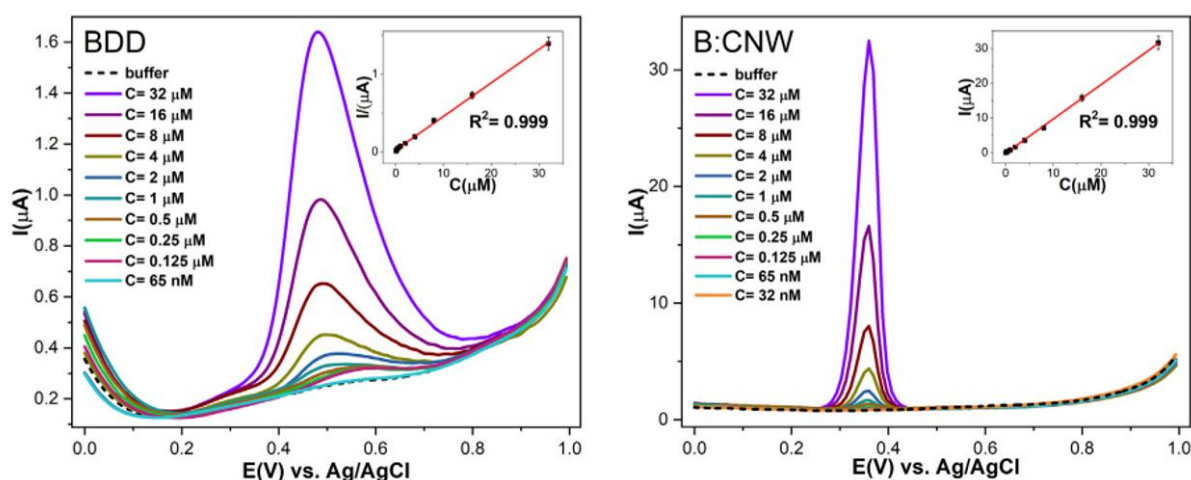 BDD
buffer
C= 32 μM
C= 16 μM
C= 8 μM
C= 4 μM
C= 2 μM
C= 1 μM
C= 0.5 μM
C= 0.25 μM
C= 0.125 μM
C= 65 nM
I(μA)
1.6
1.4
1.2
1.0
0.8
0.6
0.4
0.2
0.0 0.2 0.4 0.6 0.8 1.0
E(V) vs. Ag/AgCl
I/(μA)
1
0
R²= 0.999
0 10 20 30
C(μM)
B:CNW
buffer
C= 32 μM
C= 16 μM
C= 8 μM
C= 4 μM
C= 2 μM
C= 1 μM
C= 0.5 μM
C= 0.25 μM
C= 0.125 μM
C= 65 nM
C= 32 nM
I(μA)
30
20
10
0
0.0 0.2 0.4 0.6 0.8 1.0
E(V) vs. Ag/AgCl
I(μA)
30
25
20
15
10
5
0
R²= 0.999
0 10 20 30
C(μM)